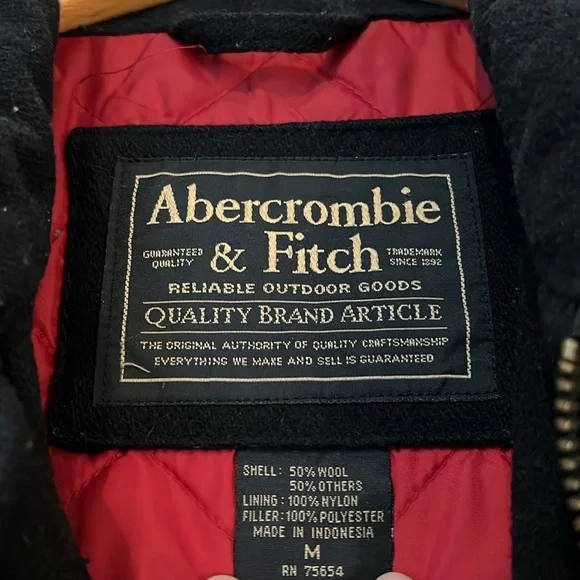 Abercrombie
GUARANTEED QUALITY & Fitch TRADEMARK SINCE 1892
RELIABLE OUTDOOR GOODS
QUALITY BRAND ARTICLE
THE ORIGINAL AUTHORITY OF QUALITY CRAFTSMANSHIP
EVERYTHING WE MAKE AND SELL IS GUARANTEED
SHELL: 50% WOOL
50% OTHERS
LINING: 100% NYLON
FILLER: 100% POLYESTER
MADE IN INDONESIA
M
RN 75654